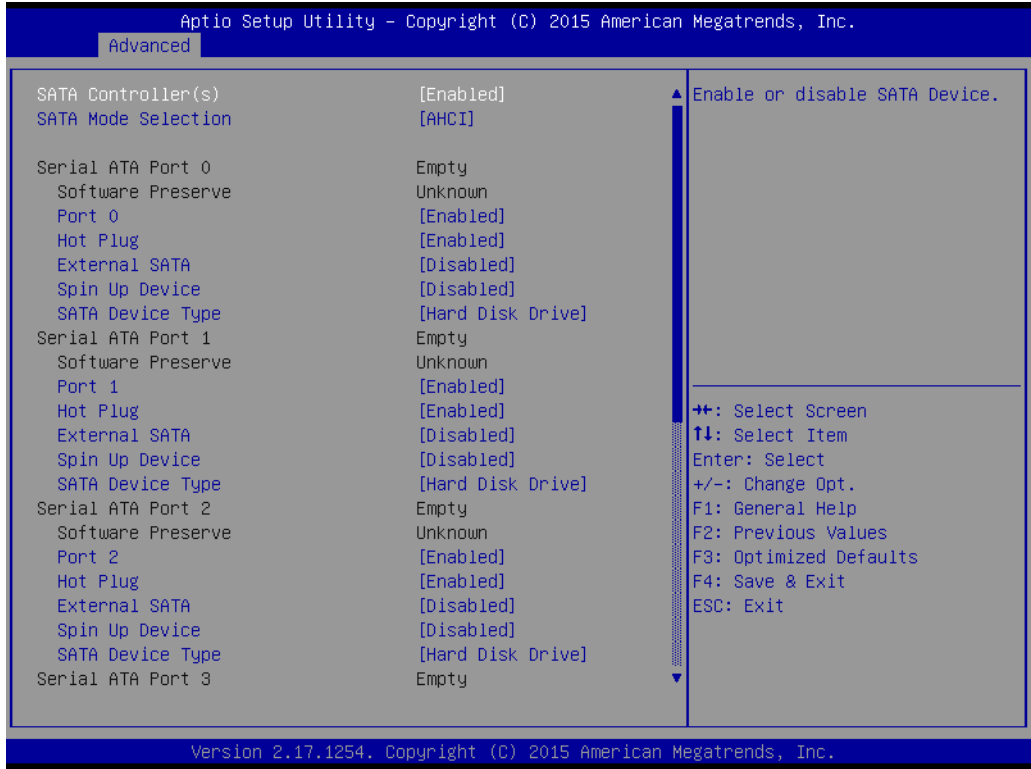 Aptio Setup Utility – Copyright (C) 2015 American Megatrends, Inc.
Advanced
SATA Controller(s) [Enabled]
SATA Mode Selection [AHCI]
Serial ATA Port 0 Empty
Software Preserve Unknown
Port 0 [Enabled]
Hot Plug [Enabled]
External SATA [Disabled]
Spin Up Device [Disabled]
SATA Device Type [Hard Disk Drive]
Serial ATA Port 1 Empty
Software Preserve Unknown
Port 1 [Enabled]
Hot Plug [Enabled]
External SATA [Disabled]
Spin Up Device [Disabled]
SATA Device Type [Hard Disk Drive]
Serial ATA Port 2 Empty
Software Preserve Unknown
Port 2 [Enabled]
Hot Plug [Enabled]
External SATA [Disabled]
Spin Up Device [Disabled]
SATA Device Type [Hard Disk Drive]
Serial ATA Port 3 Empty
Enable or disable SATA Device.
→←: Select Screen
↑↓: Select Item
Enter: Select
+/-: Change Opt.
F1: General Help
F2: Previous Values
F3: Optimized Defaults
F4: Save & Exit
ESC: Exit
Version 2.17.1254. Copyright (C) 2015 American Megatrends, Inc.